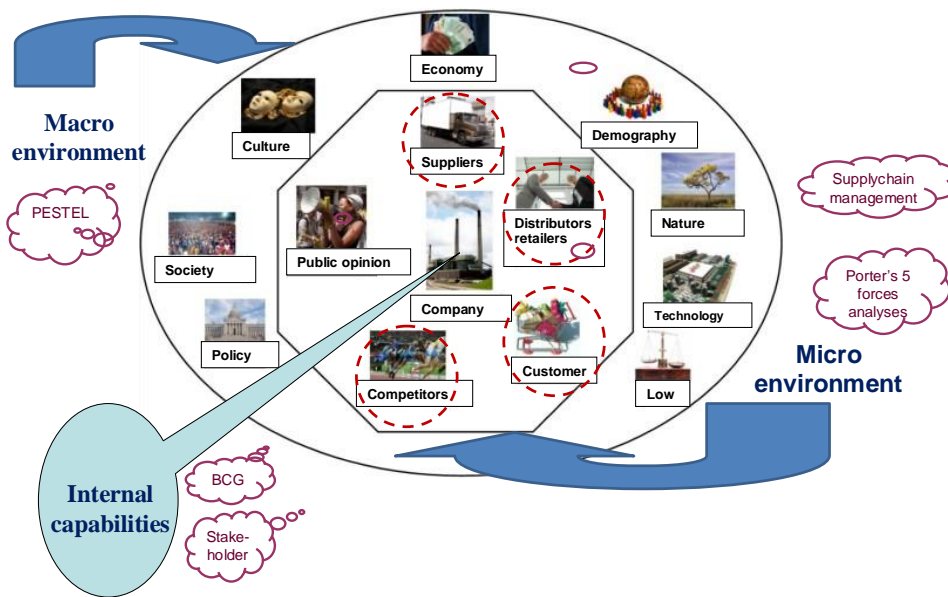 Economy
Macro
environment
Culture
Demography
Suppliers
PESTEL
Supplychain
management
Distributors
retailers
Nature
Society
Public opinion
Porter's 5
forces
analyses
Company
Technology
Policy
Customer
Micro
environment
Competitors
Low
Internal
capabilities
BCG
Stake-
holder